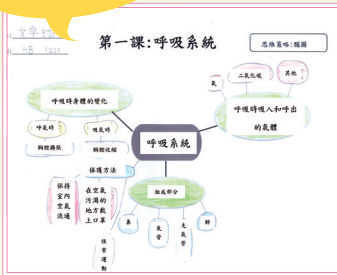 4B
第一課:呼吸系統
思維策略:腦圖
呼吸時身體的變化
呼氣時
吸氣時
胸腔擴張
胸腔收縮
氧
二氧化碳
其他
呼吸時吸入和呼出
的氣體
呼吸系統
保護方法
保持
室內
空氣
流通
在空氣
污濁的
地方戴
上口罩
恆常運動
組成部分
鼻
氣管
支氣管
肺